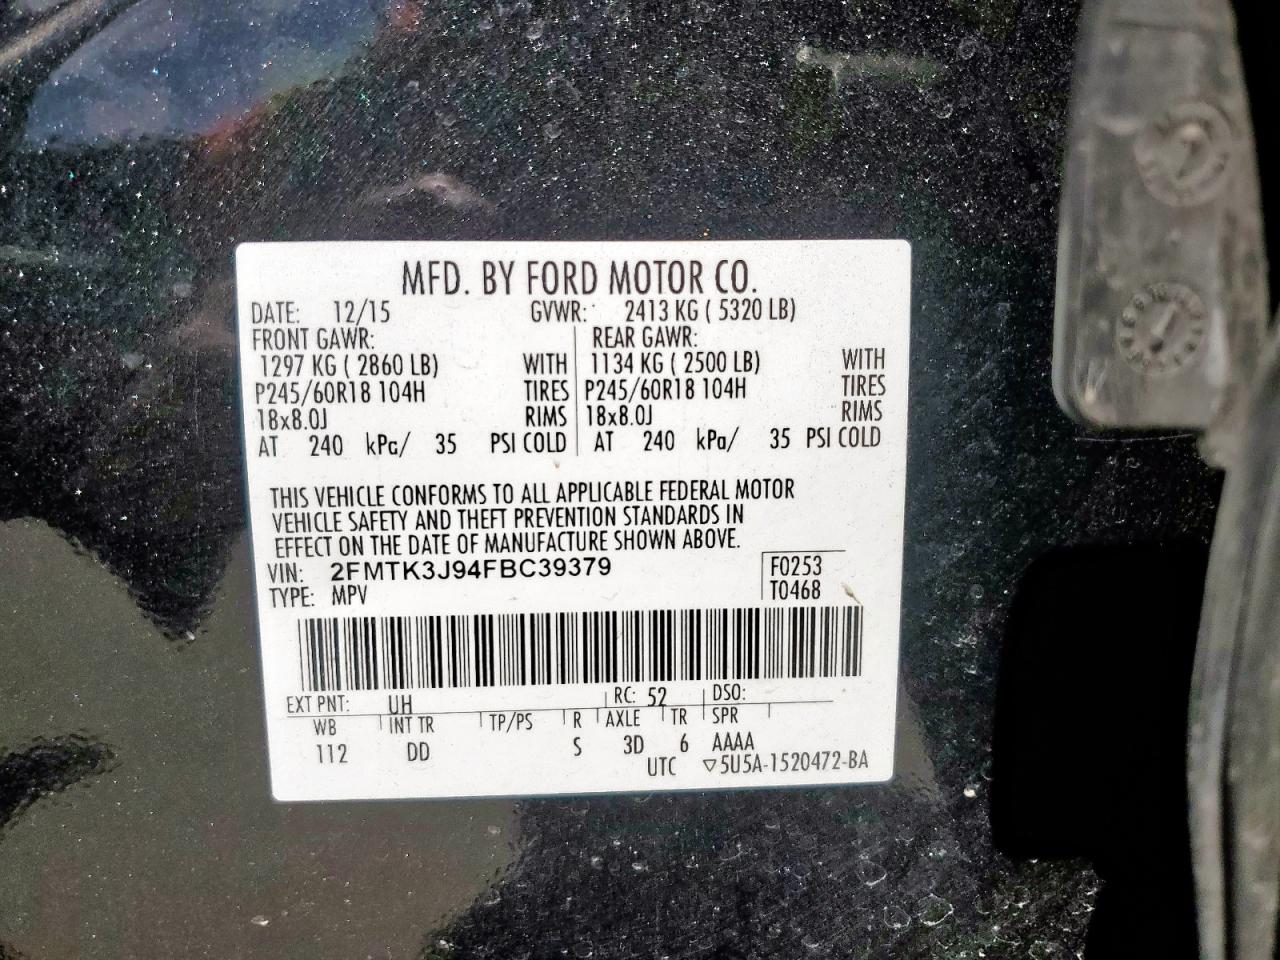 MFD. BY FORD MOTOR CO.
DATE: 12/15 GVWR: 2413 KG ( 5320 LB)
FRONT GAWR: REAR GAWR:
1297 KG ( 2860 LB) WITH 1134 KG ( 2500 LB) WITH
P245/60R18 104H TIRES P245/60R18 104H TIRES
18x8.0J RIMS 18x8.0J RIMS
AT 240 kPa/ 35 PSI COLD AT 240 kPa/ 35 PSI COLD
THIS VEHICLE CONFORMS TO ALL APPLICABLE FEDERAL MOTOR
VEHICLE SAFETY AND THEFT PREVENTION STANDARDS IN
EFFECT ON THE DATE OF MANUFACTURE SHOWN ABOVE.
VIN: 2FMTK3J94FBC39379 F0253
TYPE: MPV T0468
EXT PNT: UH RC: 52 DSO:
WB INT TR TP/PS R AXLE TR SPR
112 DD S 3D 6 AAAA
UTC ▽5U5A-1520472-BA